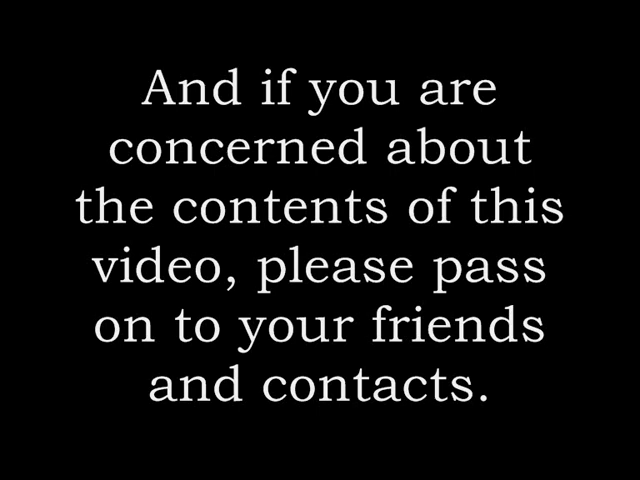 And if you are
concerned about
the contents of this
video, please pass
on to your friends
and contacts.